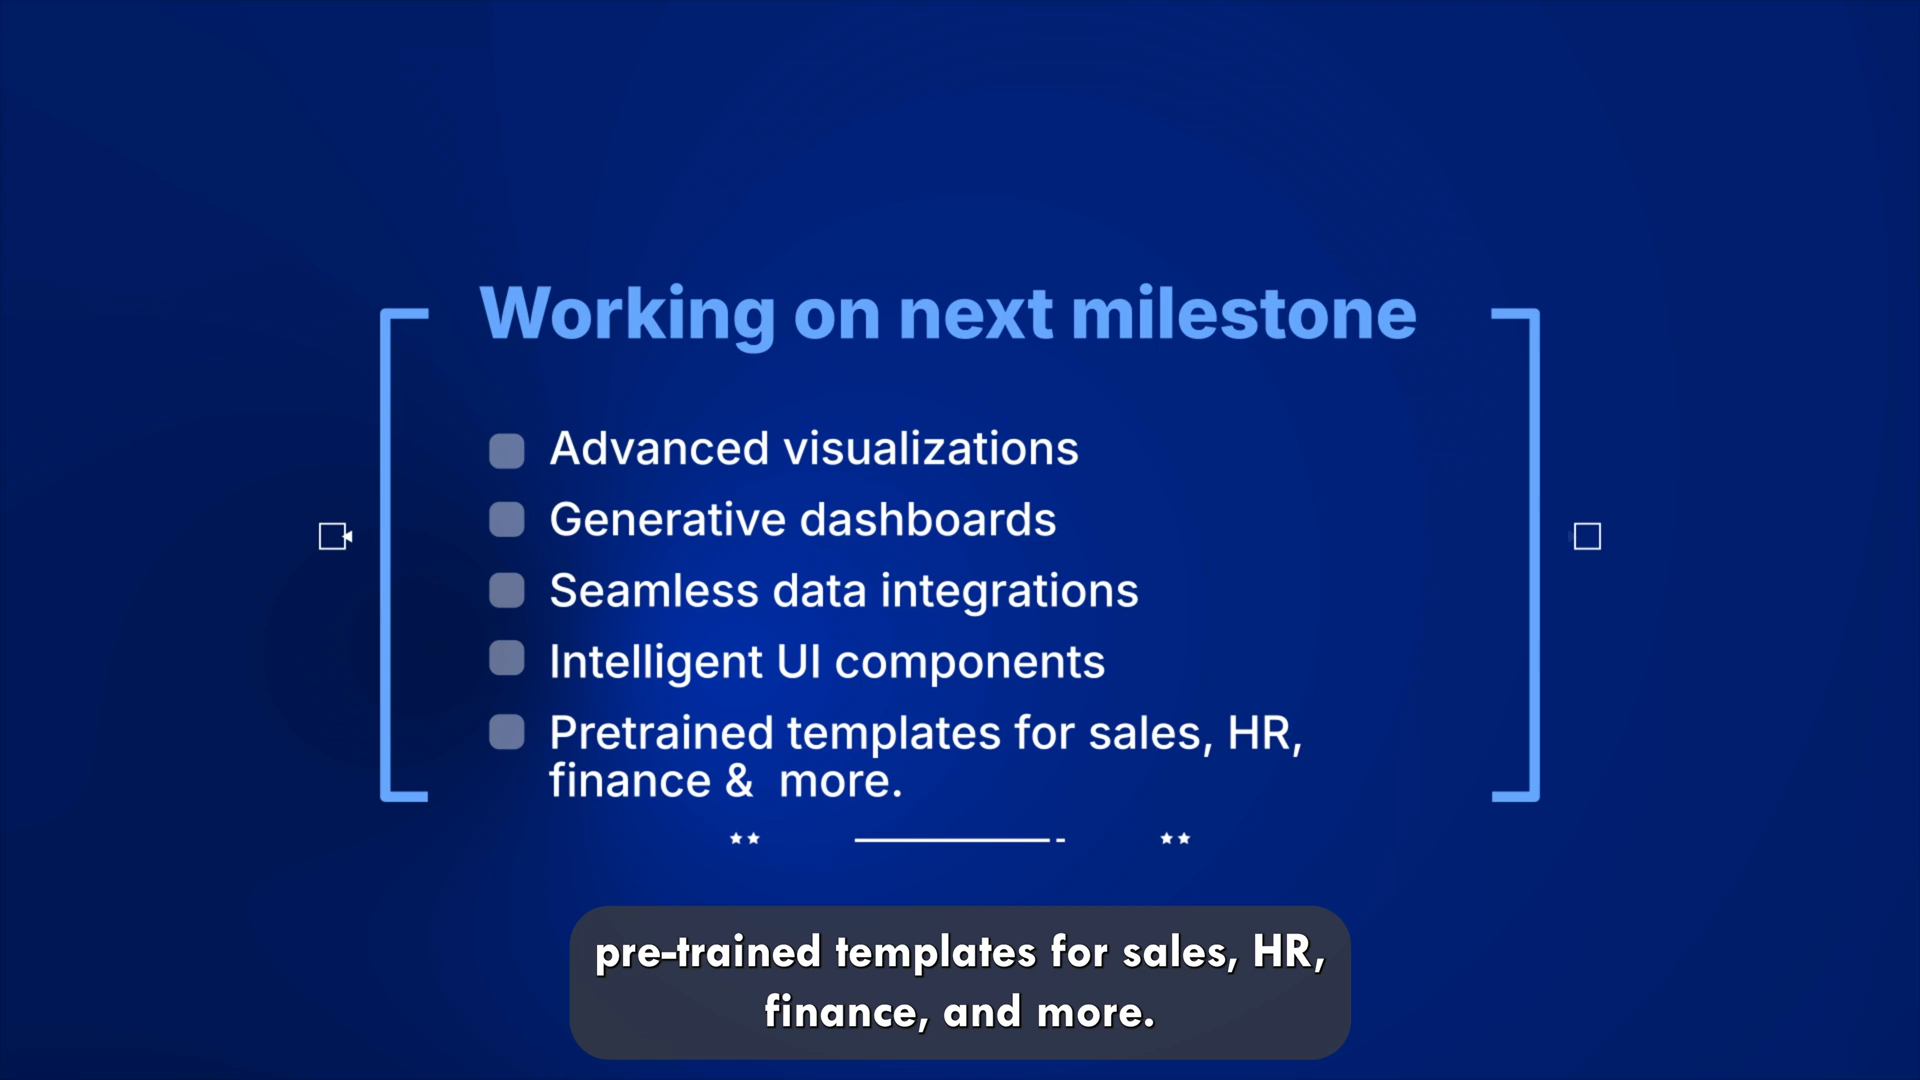 Working on next milestone
Advanced visualizations
Generative dashboards
Seamless data integrations
Intelligent UI components
Pretrained templates for sales, HR,
finance &  more.
pre-trained templates for sales, HR,
finance, and more.